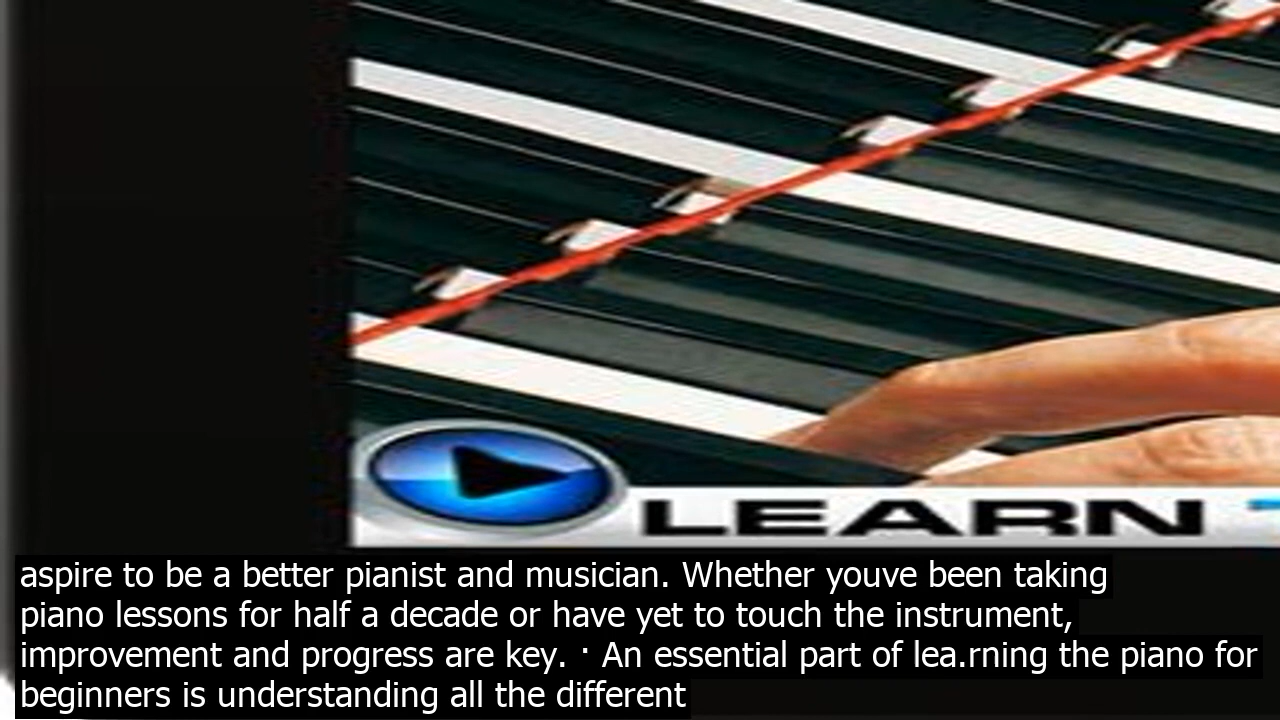 LEARN
aspire to be a better pianist and musician. Whether youve been taking
piano lessons for half a decade or have yet to touch the instrument,
improvement and progress are key. · An essential part of lea.rning the piano for
beginners is understanding all the different